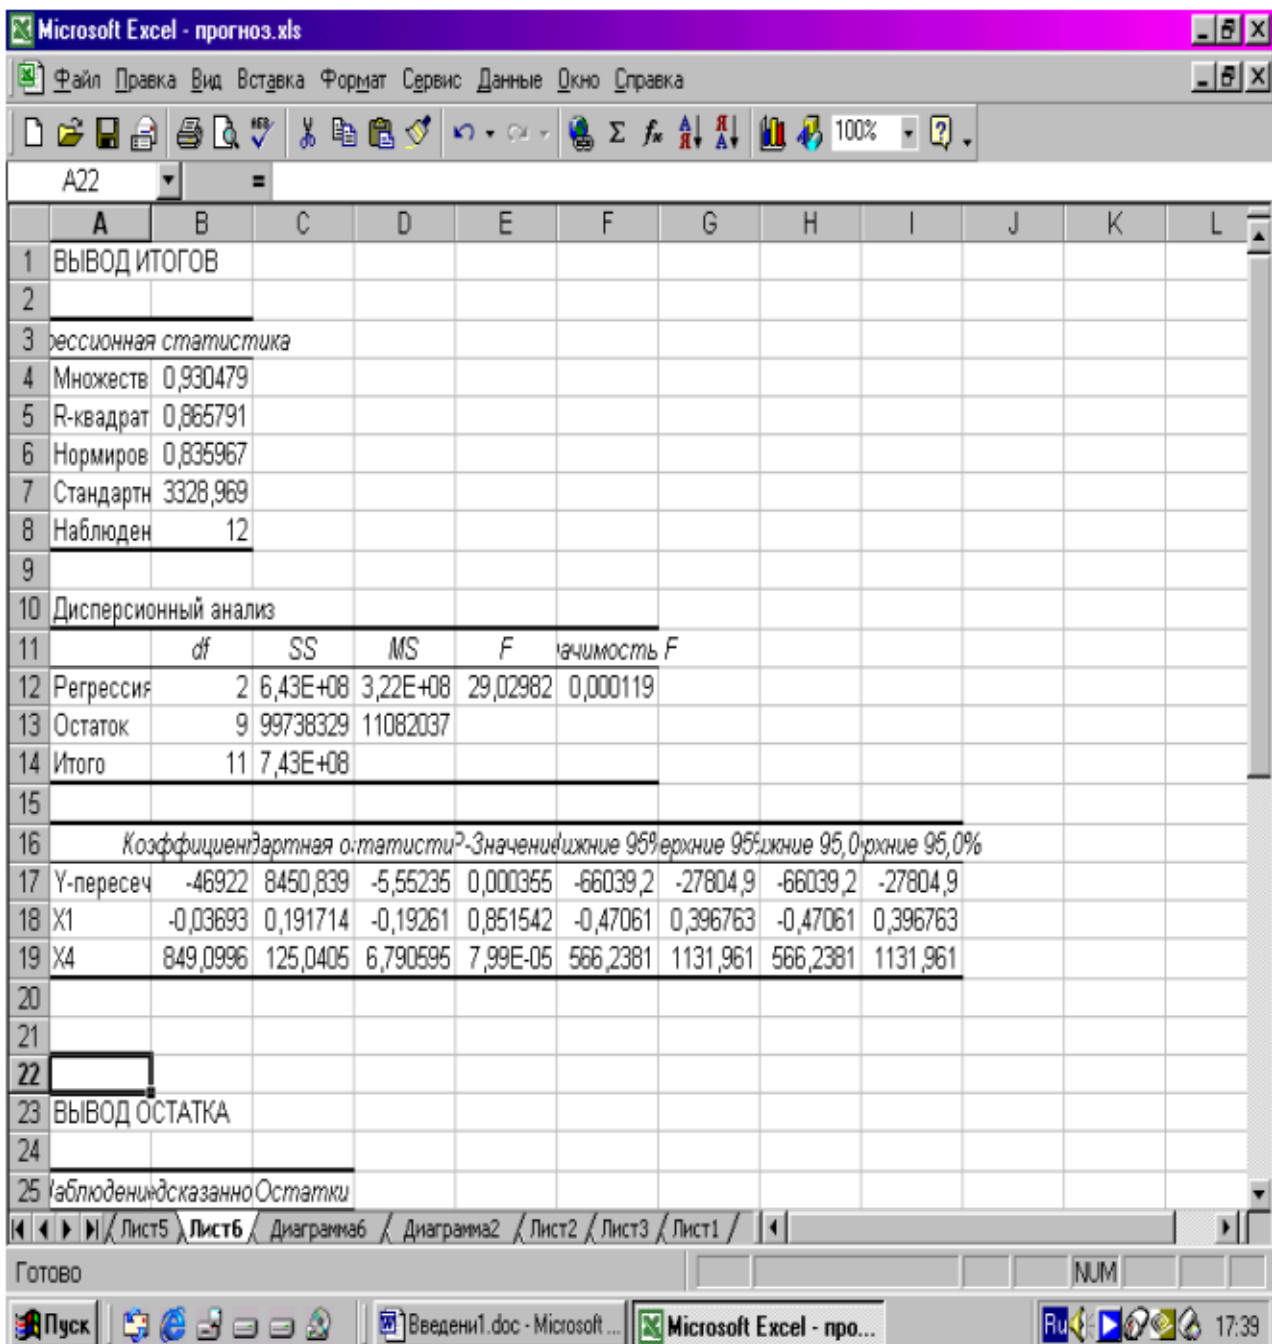 Microsoft Excel - прогноз.xls
Файл Правка Вид Вставка Формат Сервис Данные Окно Справка
100%
A22 =
A B C D E F G H I J K L
1 ВЫВОД ИТОГОВ
2
3 рессионная статистика
4 Множеств 0,930479
5 R-квадрат 0,865791
6 Нормиров 0,835967
7 Стандартн 3328,969
8 Наблюден 12
9
10 Дисперсионный анализ
11 df SS MS F ачимость F
12 Регрессия 2 6,43E+08 3,22E+08 29,02982 0,000119
13 Остаток 9 99738329 11082037
14 Итого 11 7,43E+08
15
16 Коэффициен дартная о татисти P-Значение ижние 95% ерхние 95% ижние 95,0 рхние 95,0%
17 Y-пересеч -46922 8450,839 -5,55235 0,000355 -66039,2 -27804,9 -66039,2 -27804,9
18 X1 -0,03693 0,191714 -0,19261 0,851542 -0,47061 0,396763 -0,47061 0,396763
19 X4 849,0996 125,0405 6,790595 7,99E-05 566,2381 1131,961 566,2381 1131,961
20
21
22
23 ВЫВОД ОСТАТКА
24
25 аблюдение дсказанно Остатки
Лист5 Лист6 Диаграмма6 Диаграмма2 Лист2 Лист3 Лист1
Готово NUM
Пуск Введени1.doc - Microsoft ... Microsoft Excel - про... Ru 17:39